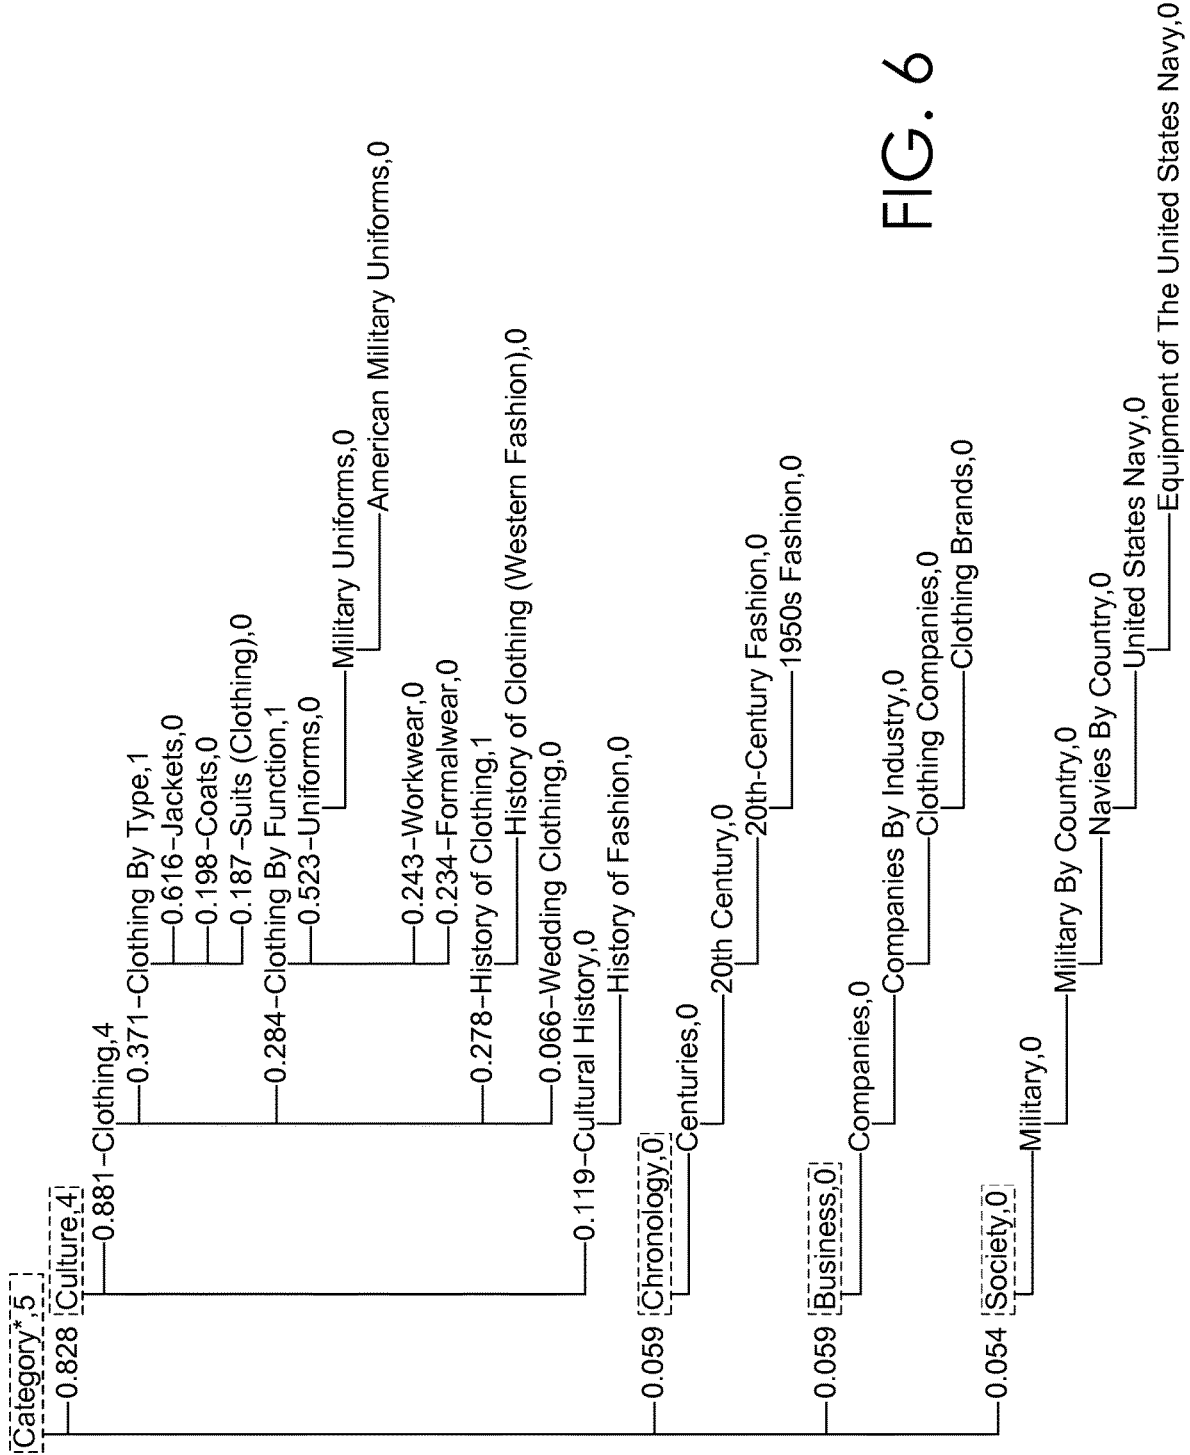 Category*,5
0.828 Culture,4
0.881–Clothing,4
0.371–Clothing By Type,1
0.616–Jackets,0
0.198–Coats,0
0.187–Suits (Clothing),0
0.284–Clothing By Function,1
0.523–Uniforms,0
Military Uniforms,0
American Military Uniforms,0
0.243–Workwear,0
0.234–Formalwear,0
0.278–History of Clothing,1
History of Clothing (Western Fashion),0
0.066–Wedding Clothing,0
0.119–Cultural History,0
History of Fashion,0
0.059 Chronology,0
Centuries,0
20th Century,0
20th-Century Fashion,0
1950s Fashion,0
0.059 Business,0
Companies,0
Companies By Industry,0
Clothing Companies,0
Clothing Brands,0
0.054 Society,0
Military,0
Military By Country,0
Navies By Country,0
United States Navy,0
Equipment of The United States Navy,0
FIG. 6